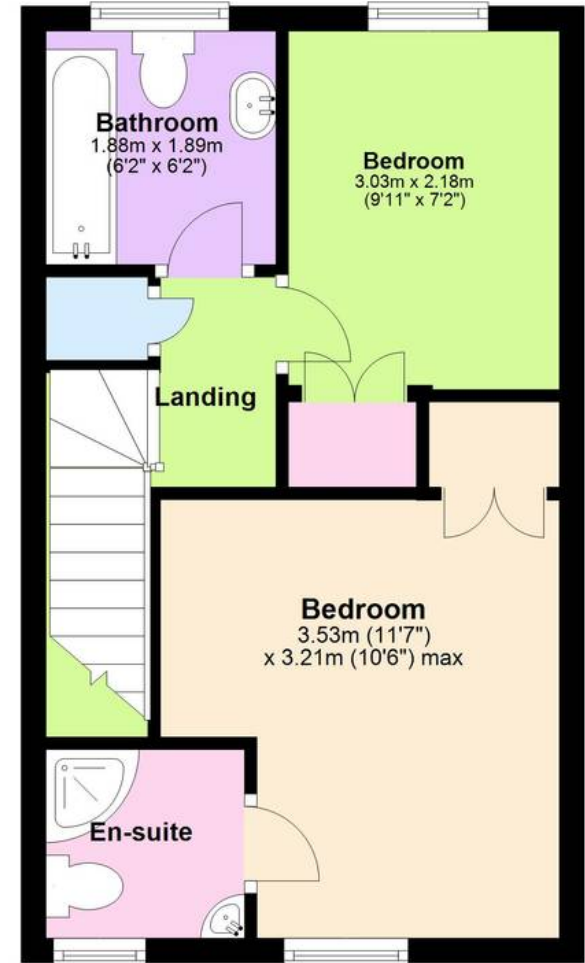 Bathroom
1.88m x 1.89m
(6'2" x 6'2")
Bedroom
3.03m x 2.18m
(9'11" x 7'2")
Landing
Bedroom
3.53m (11'7")
x 3.21m (10'6") max
En-suite